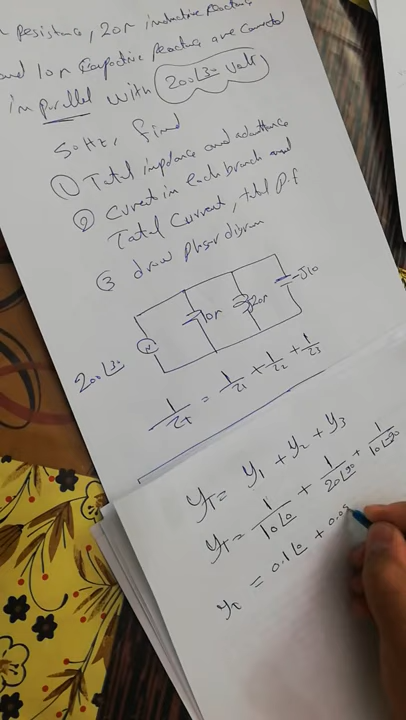 Resistance, 20Ω inductive Reactance
and 10Ω Capactive Reactance are Connected
in parallel with 200∠30 Volt
50Hz, find
① Total impedance and admittance
② Current in each branch and
Total Current, total p.f
③ draw phasor digram
200∠30
10Ω
20Ω
-J10
1/ZT = 1/Z1 + 1/Z2 + 1/Z3
YT = Y1 + Y2 + Y3
YT = 1/10∠0 + 1/20∠90 + 1/10∠-90
YT = 0.1∠0 + 0.05